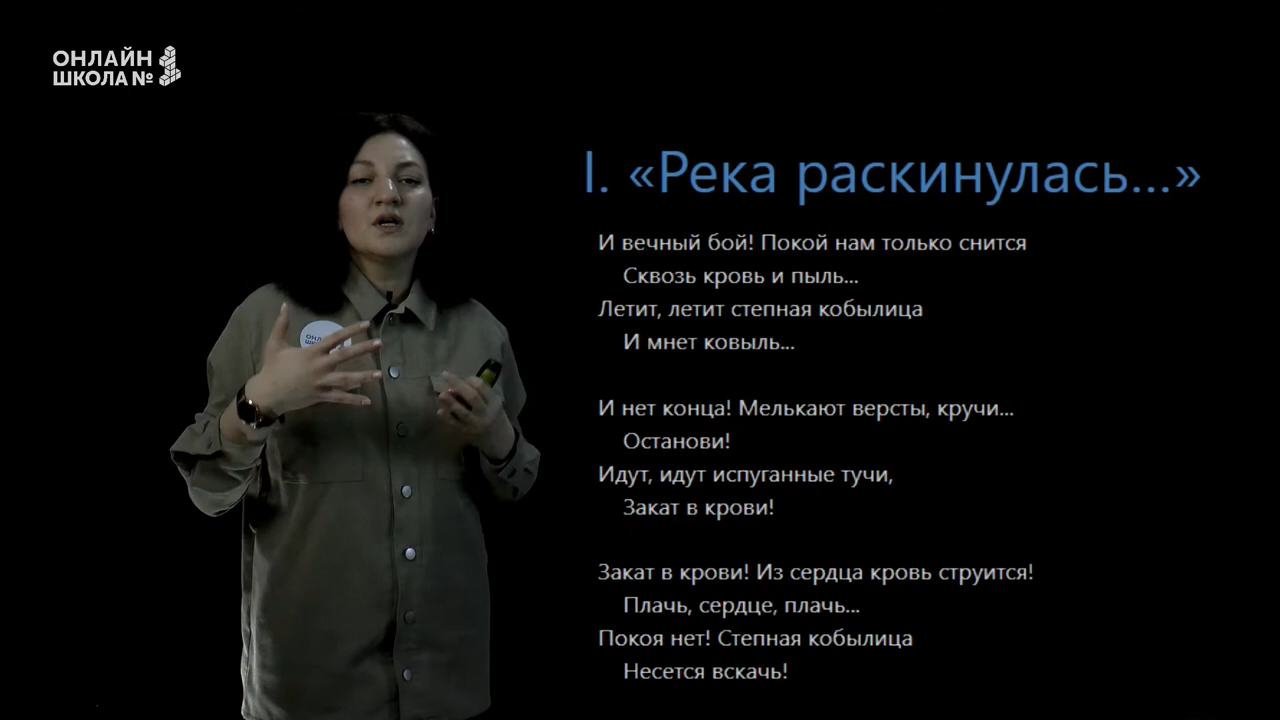 ОНЛАЙН
ШКОЛА №1
I. «Река раскинулась...»
И вечный бой! Покой нам только снится
Сквозь кровь и пыль...
Летит, летит степная кобылица
И мнет ковыль...
И нет конца! Мелькают версты, кручи...
Останови!
Идут, идут испуганные тучи,
Закат в крови!
Закат в крови! Из сердца кровь струится!
Плачь, сердце, плачь...
Покоя нет! Степная кобылица
Несется вскачь!